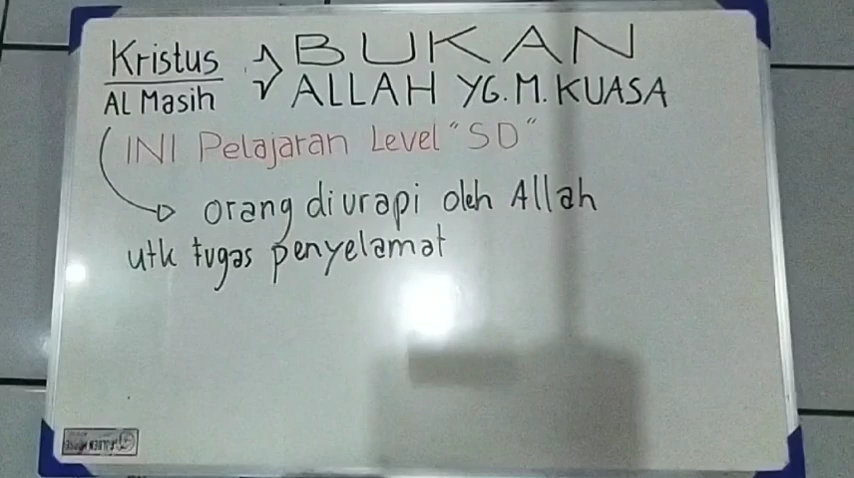 Kristus
AL Masih
BUKAN
ALLAH YG. M. KUASA
INI Pelajaran Level "SD"
orang diurapi oleh Allah
utk tugas penyelamat